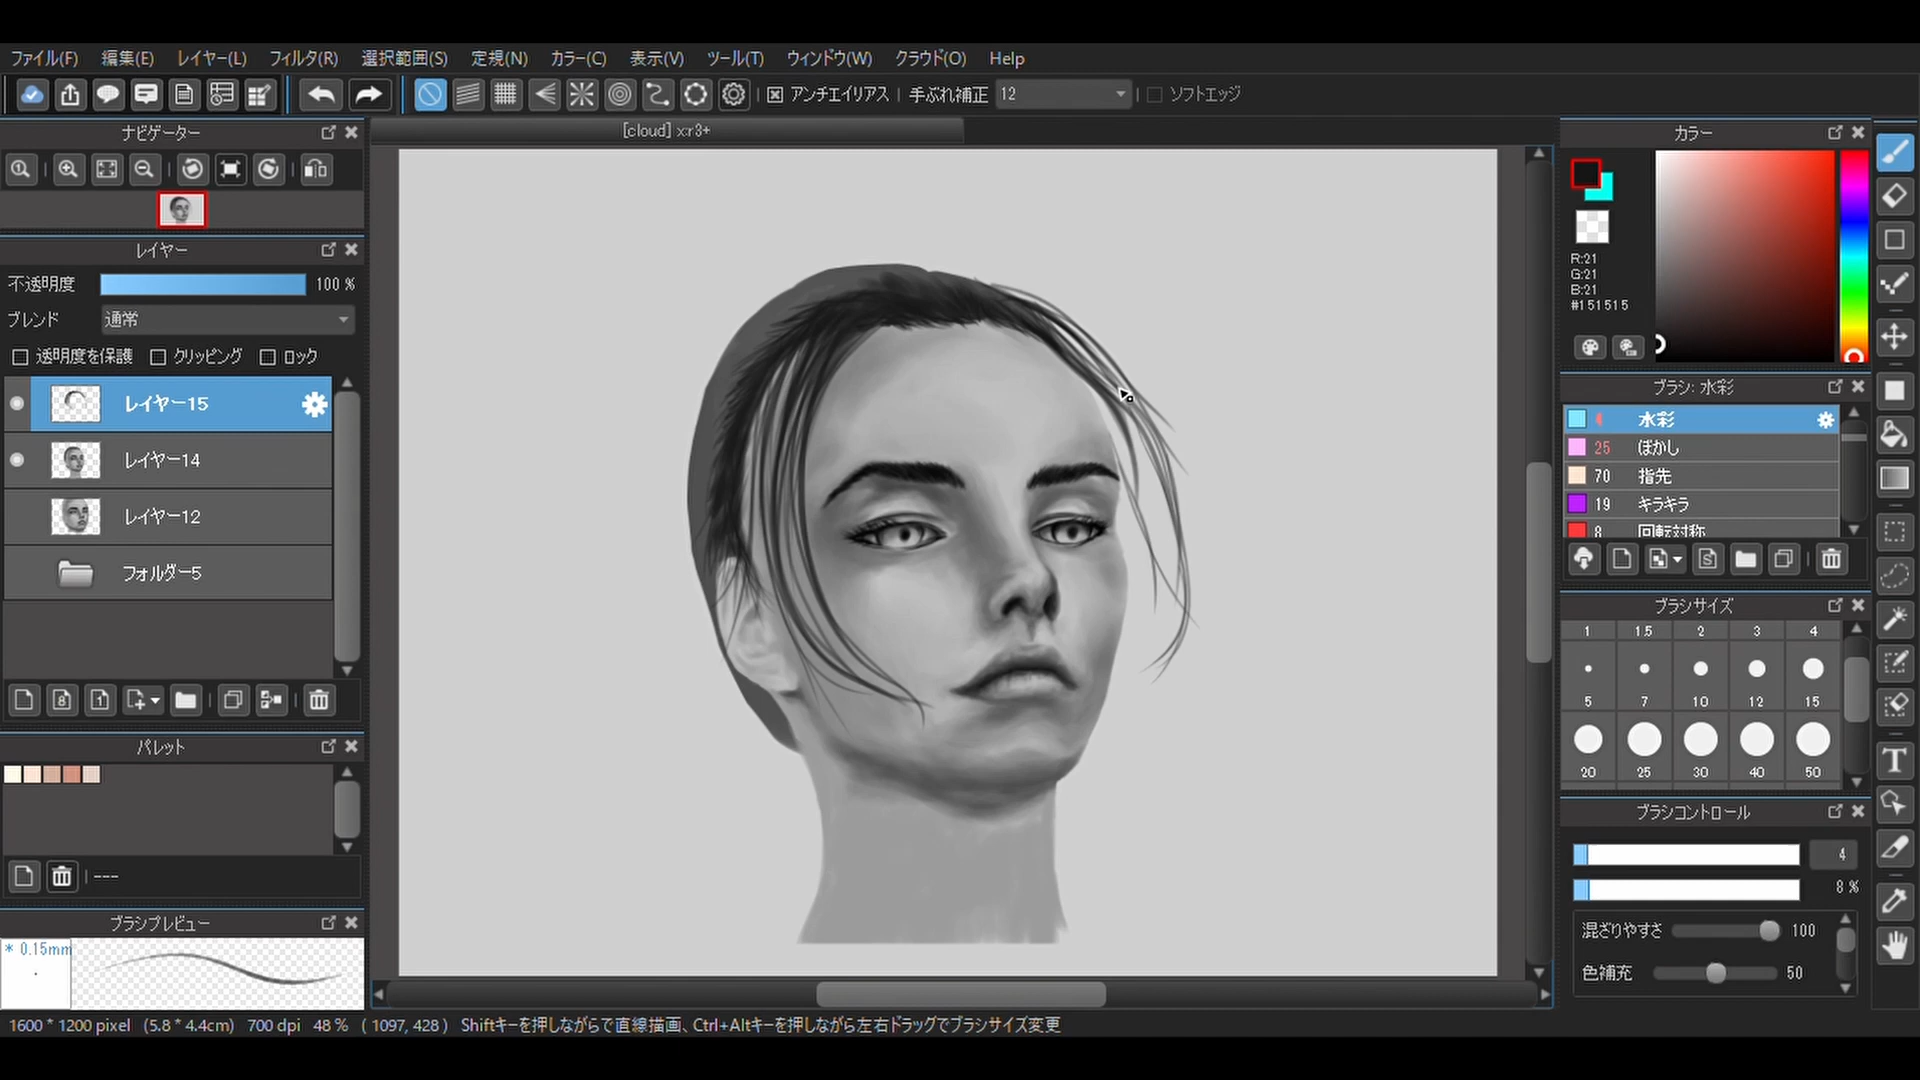 ファイル(F) 編集(E) レイヤー(L) フィルタ(R) 選択範囲(S) 定規(N) カラー(C) 表示(V) ツール(T) ウィンドウ(W) クラウド(O) Help
アンチエイリアス 手ぶれ補正 12 ソフトエッジ
ナビゲーター
[cloud] x:r3+
レイヤー
不透明度 100 %
ブレンド 通常
透明度を保護 クリッピング ロック
レイヤー15
レイヤー14
レイヤー12
フォルダー5
パレット
---
ブラシプレビュー
* 0.15mm
カラー
R:21
G:21
B:21
#151515
ブラシ: 水彩
4 水彩
25 ぼかし
70 指先
19 キラキラ
8 回転対称
ブラシサイズ
1 1.5 2 3 4
5 7 10 12 15
20 25 30 40 50
ブラシコントロール
4
8 %
混ざりやすさ 100
色補充 50
1600 * 1200 pixel (5.8 * 4.4cm) 700 dpi 48 % ( 1097, 428 ) Shiftキーを押しながらで直線描画、Ctrl+Altキーを押しながら左右ドラッグでブラシサイズ変更